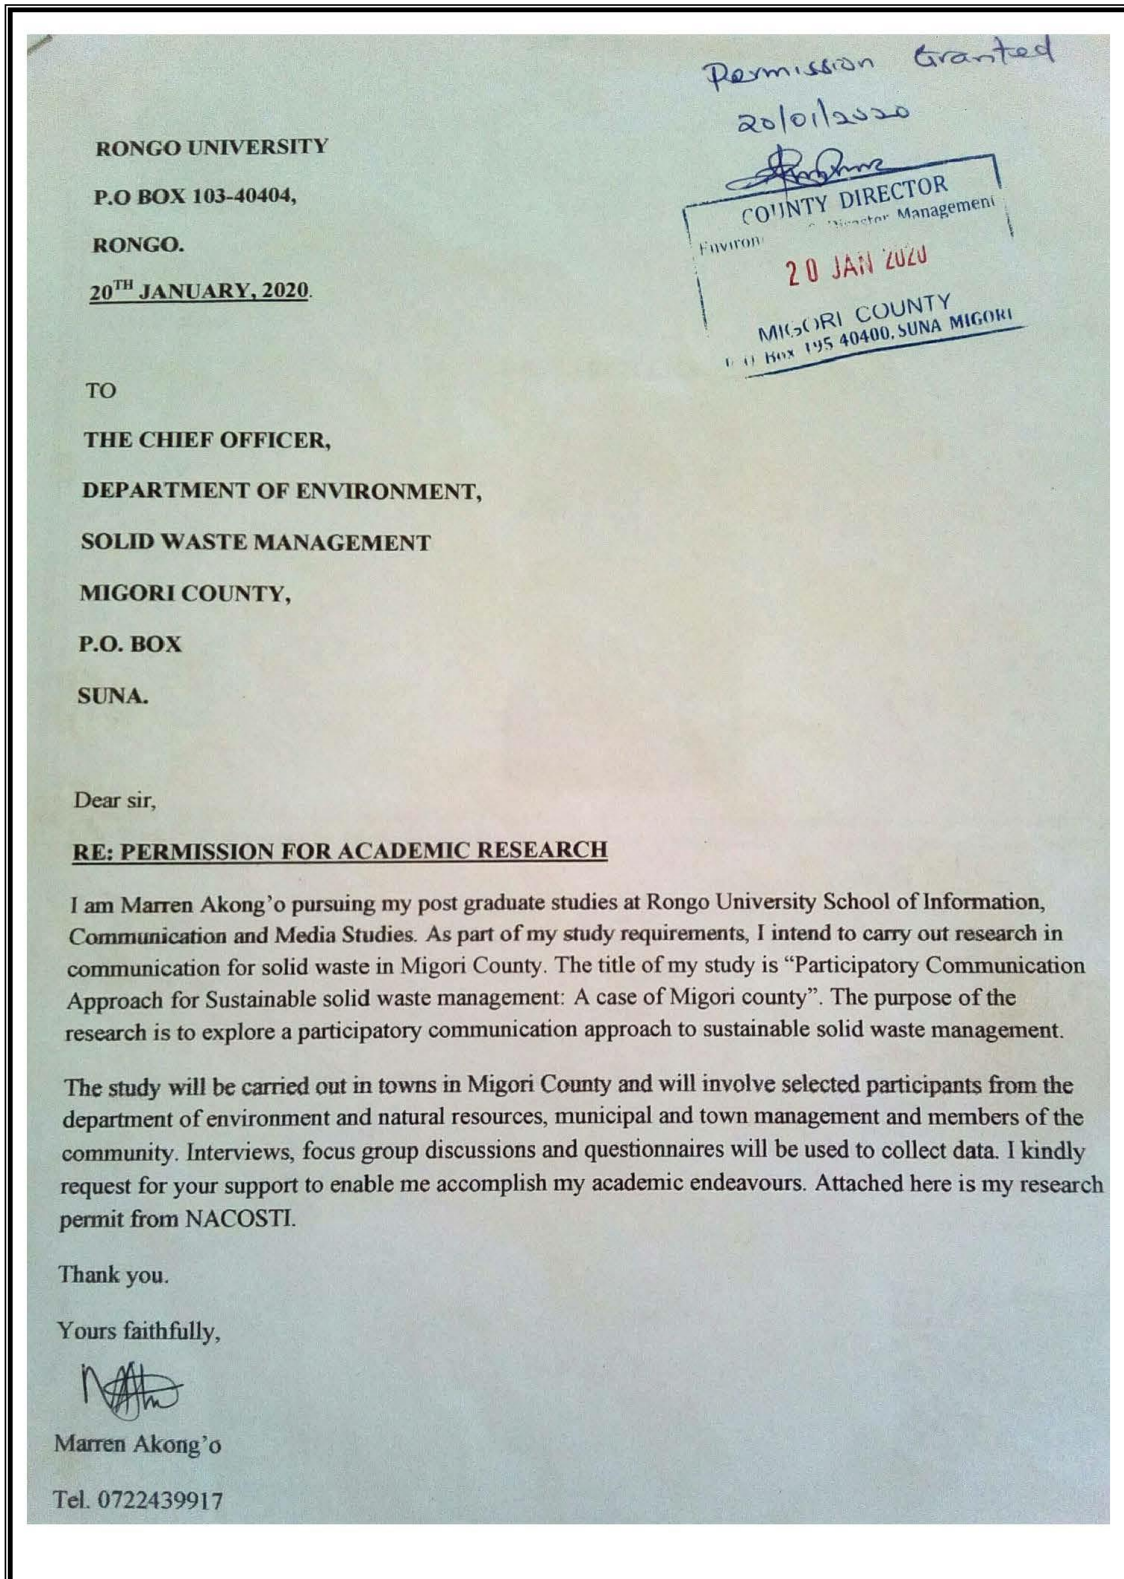 Permission Granted
20/01/2020
COUNTY DIRECTOR
Management
20 JAN 2020
MIGORI COUNTY
Box 195 40400, SUNA MIGORI
RONGO UNIVERSITY
P.O BOX 103-40404,
RONGO.
20TH JANUARY, 2020.
TO
THE CHIEF OFFICER,
DEPARTMENT OF ENVIRONMENT,
SOLID WASTE MANAGEMENT
MIGORI COUNTY,
P.O. BOX
SUNA.
Dear sir,
RE: PERMISSION FOR ACADEMIC RESEARCH
I am Marren Akong’o pursuing my post graduate studies at Rongo University School of Information,
Communication and Media Studies. As part of my study requirements, I intend to carry out research in
communication for solid waste in Migori County. The title of my study is “Participatory Communication
Approach for Sustainable solid waste management: A case of Migori county”. The purpose of the
research is to explore a participatory communication approach to sustainable solid waste management.
The study will be carried out in towns in Migori County and will involve selected participants from the
department of environment and natural resources, municipal and town management and members of the
community. Interviews, focus group discussions and questionnaires will be used to collect data. I kindly
request for your support to enable me accomplish my academic endeavours. Attached here is my research
permit from NACOSTI.
Thank you.
Yours faithfully,
Marren Akong’o
Tel. 0722439917